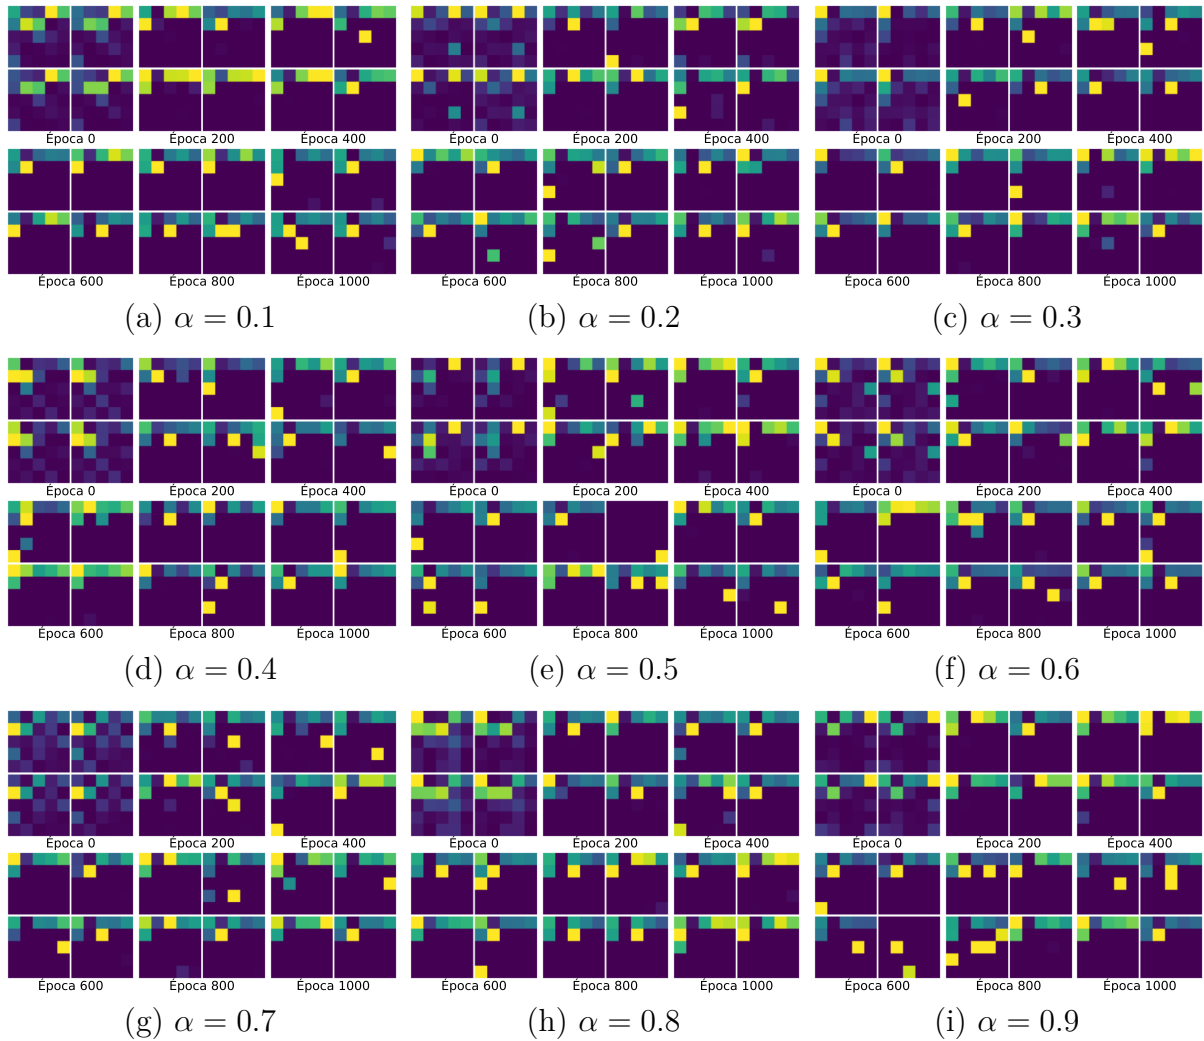 Época 0 Época 200 Época 400 Época 0 Época 200 Época 400 Época 0 Época 200 Época 400
Época 600 Época 800 Época 1000 Época 600 Época 800 Época 1000 Época 600 Época 800 Época 1000
(a) α = 0.1 (b) α = 0.2 (c) α = 0.3
Época 0 Época 200 Época 400 Época 0 Época 200 Época 400 Época 0 Época 200 Época 400
Época 600 Época 800 Época 1000 Época 600 Época 800 Época 1000 Época 600 Época 800 Época 1000
(d) α = 0.4 (e) α = 0.5 (f) α = 0.6
Época 0 Época 200 Época 400 Época 0 Época 200 Época 400 Época 0 Época 200 Época 400
Época 600 Época 800 Época 1000 Época 600 Época 800 Época 1000 Época 600 Época 800 Época 1000
(g) α = 0.7 (h) α = 0.8 (i) α = 0.9